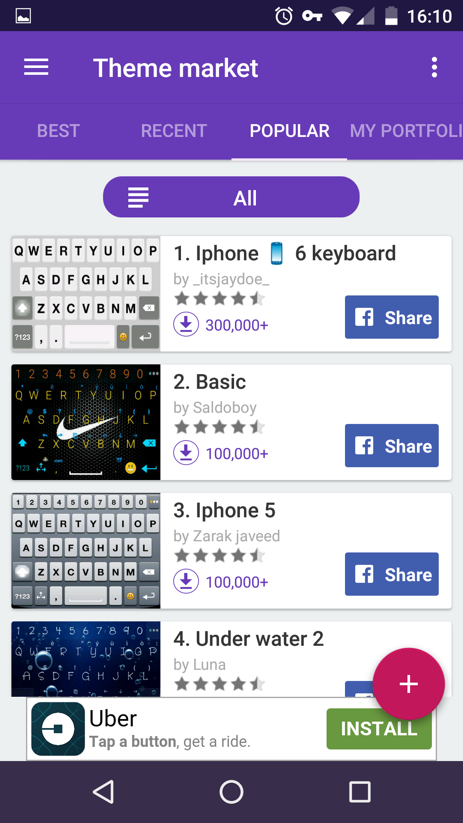 16:10
Theme market
BEST RECENT POPULAR MY PORTFOLI
All
Q W E R T Y U I O P
A S D F G H J K L
Z X C V B N M
?123 , .
1. Iphone 📱 6 keyboard
by _itsjaydoe_
300,000+
Share
1 2 3 4 5 6 7 8 9 0
Q W E R T Y U I O P
A S D F G H J K L
Z X C V B N M
?123
2. Basic
by Saldoboy
100,000+
Share
1 2 3 4 5 6 7 8 9 0
Q W E R T Y U I O P
A S D F G H J K L
Z X C V B N M
?123 , .
3. Iphone 5
by Zarak javeed
100,000+
Share
1 2 3 4 5 6 7 8 9 0
Q W E R T Y U I O P
A S D F G H J K L
4. Under water 2
by Luna
Uber
Tap a button, get a ride.
INSTALL